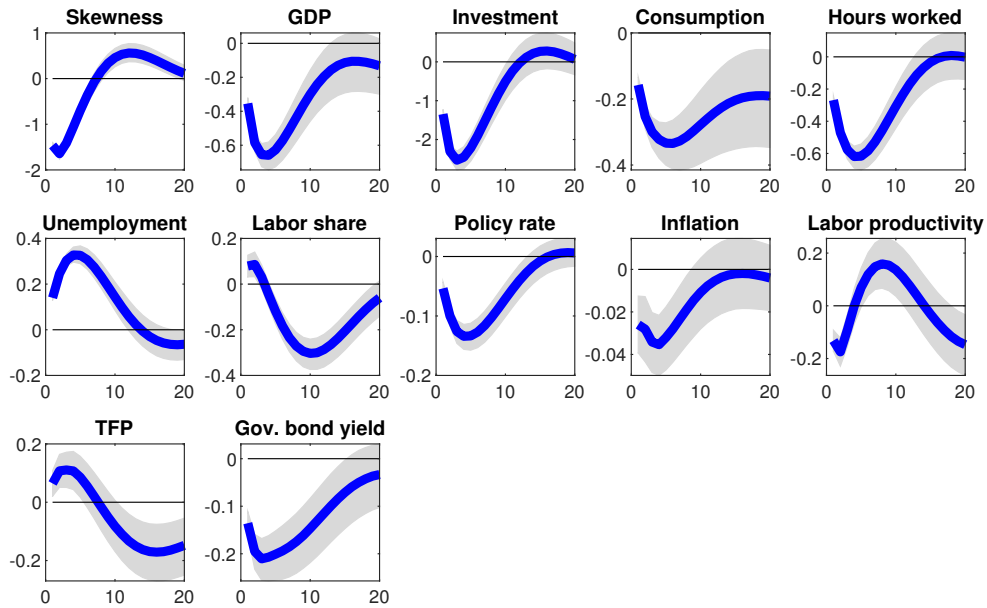 Skewness GDP Investment Consumption Hours worked
1 0 -1 -2 0 10 20
0 -0.2 -0.4 -0.6 0 10 20
0 -1 -2 0 10 20
0 -0.2 -0.4 0 10 20
0 -0.2 -0.4 -0.6 0 10 20
Unemployment Labor share Policy rate Inflation Labor productivity
0.4 0.2 0 -0.2 0 10 20
0.2 0 -0.2 -0.4 0 10 20
0 -0.1 -0.2 0 10 20
0 -0.02 -0.04 0 10 20
0.2 0 -0.2 0 10 20
TFP Gov. bond yield
0.2 0 -0.2 0 10 20
0 -0.1 -0.2 0 10 20